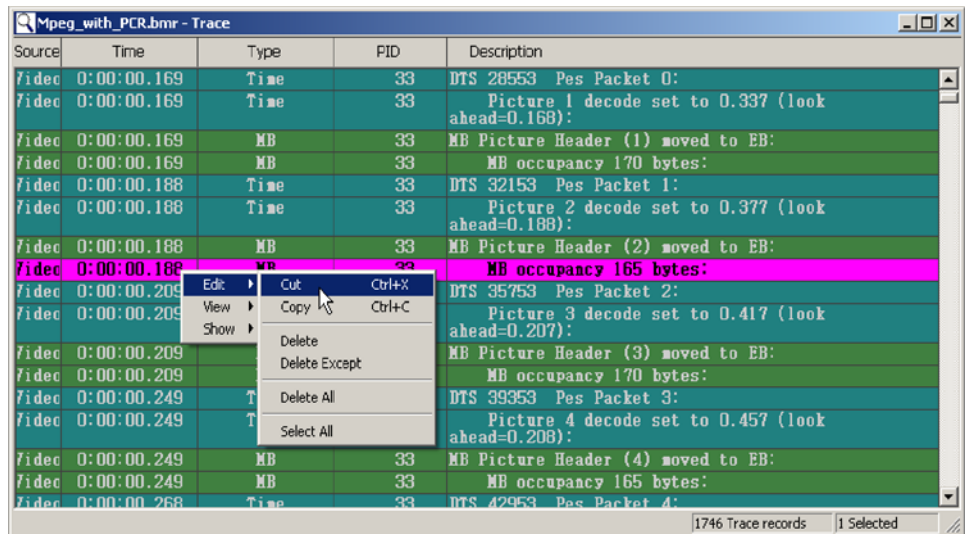 Mpeg_with_PCR.bmr - Trace
Source Time Type PID Description
Video 0:00:00.169 Time 33 DTS 28553 Pes Packet 0:
Video 0:00:00.169 Time 33 Picture 1 decode set to 0.337 (look
ahead=0.168):
Video 0:00:00.169 MB 33 MB Picture Header (1) moved to EB:
Video 0:00:00.169 MB 33 MB occupancy 170 bytes:
Video 0:00:00.188 Time 33 DTS 32153 Pes Packet 1:
Video 0:00:00.188 Time 33 Picture 2 decode set to 0.377 (look
ahead=0.188):
Video 0:00:00.188 MB 33 MB Picture Header (2) moved to EB:
Video 0:00:00.188 MB 33 MB occupancy 165 bytes:
Video 0:00:00.209 DTS 35753 Pes Packet 2:
Video 0:00:00.209 Picture 3 decode set to 0.417 (look
ahead=0.207):
Video 0:00:00.209 MB Picture Header (3) moved to EB:
Video 0:00:00.209 MB occupancy 170 bytes:
Video 0:00:00.249 T DTS 39353 Pes Packet 3:
Video 0:00:00.249 T Picture 4 decode set to 0.457 (look
ahead=0.208):
Video 0:00:00.249 MB 33 MB Picture Header (4) moved to EB:
Video 0:00:00.249 MB 33 MB occupancy 165 bytes:
Video 0:00:00.268 Time 33 DTS 42953 Pes Packet 4:
Edit
View
Show
Cut Ctrl+X
Copy Ctrl+C
Delete
Delete Except
Delete All
Select All
1746 Trace records 1 Selected